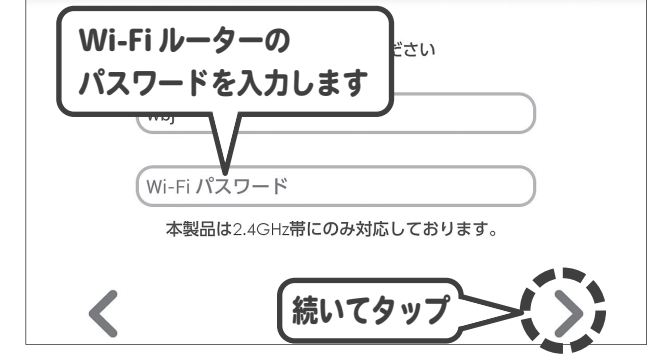 Wi-Fi ルーターの
パスワードを入力します
ださい
Wi-Fi パスワード
本製品は2.4GHz帯にのみ対応しております。
続いてタップ